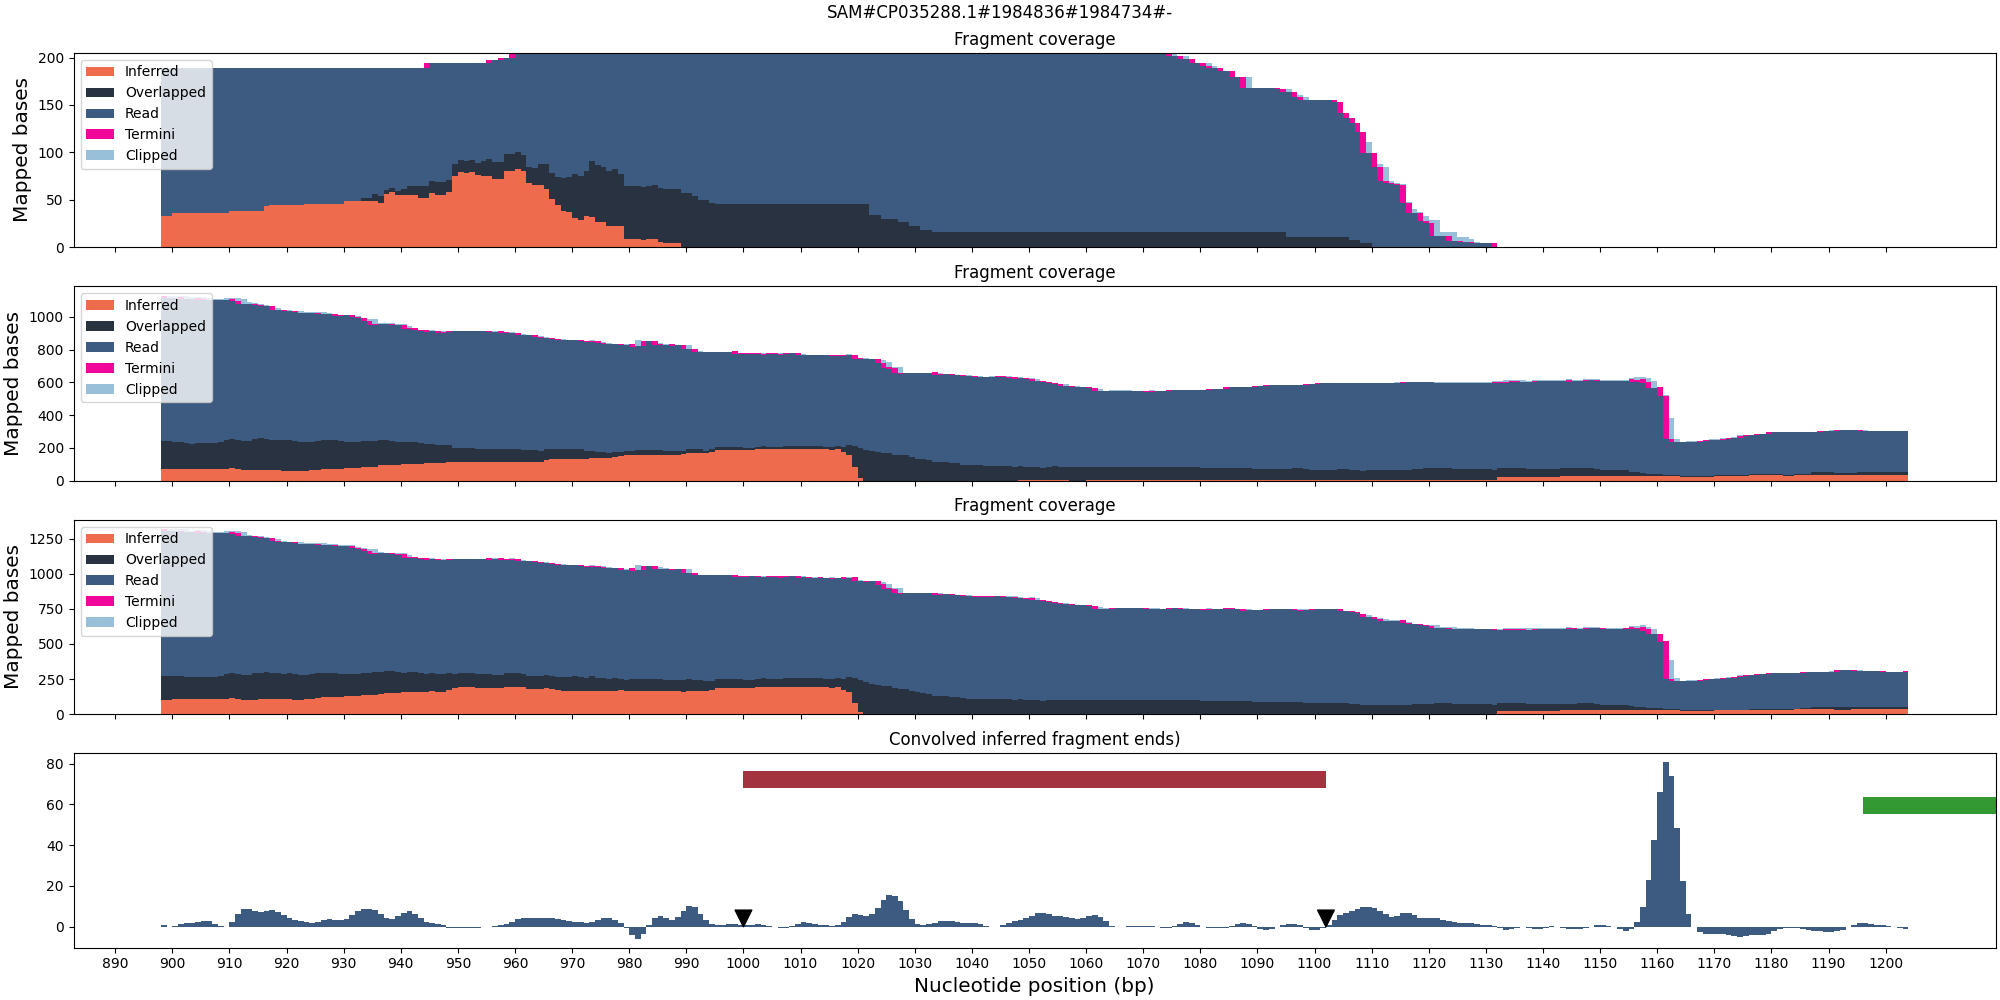 SAM#CP035288.1#1984836#1984734#-
Fragment coverage
Mapped bases
200
150
100
50
0
Inferred
Overlapped
Read
Termini
Clipped
Fragment coverage
Mapped bases
1000
800
600
400
200
0
Inferred
Overlapped
Read
Termini
Clipped
Fragment coverage
Mapped bases
1250
1000
750
500
250
0
Inferred
Overlapped
Read
Termini
Clipped
Convolved inferred fragment ends)
80
60
40
20
0
890 900 910 920 930 940 950 960 970 980 990 1000 1010 1020 1030 1040 1050 1060 1070 1080 1090 1100 1110 1120 1130 1140 1150 1160 1170 1180 1190 1200
Nucleotide position (bp)